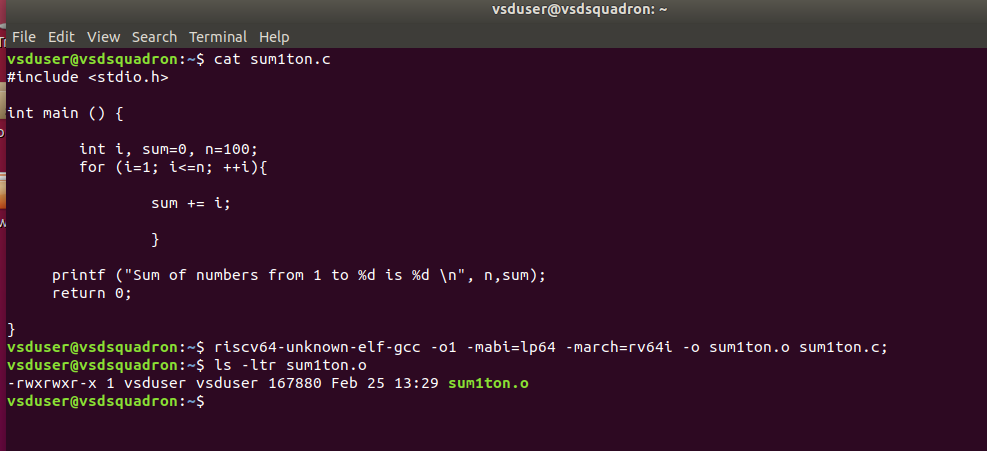 vsduser@vsdsquadron: ~
File Edit View Search Terminal Help
vsduser@vsdsquadron:~$ cat sum1ton.c
#include <stdio.h>
int main () {
int i, sum=0, n=100;
for (i=1; i<=n; ++i){
sum += i;
}
printf ("Sum of numbers from 1 to %d is %d \n", n,sum);
return 0;
}
vsduser@vsdsquadron:~$ riscv64-unknown-elf-gcc -o1 -mabi=lp64 -march=rv64i -o sum1ton.o sum1ton.c;
vsduser@vsdsquadron:~$ ls -ltr sum1ton.o
-rwxrwxr-x 1 vsduser vsduser 167880 Feb 25 13:29 sum1ton.o
vsduser@vsdsquadron:~$